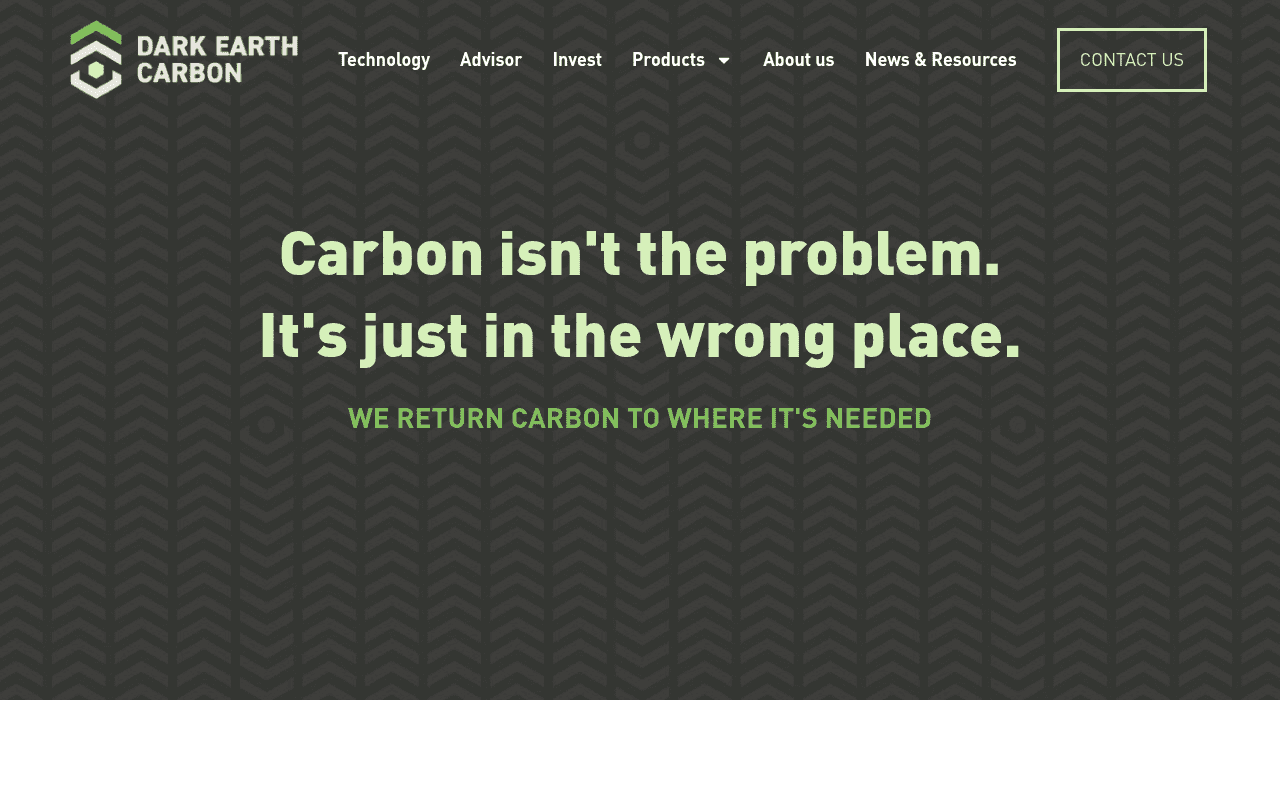 DARK EARTH
CARBON
Technology
Advisor
Invest
Products
About us
News & Resources
CONTACT US
Carbon isn't the problem.
It's just in the wrong place.
WE RETURN CARBON TO WHERE IT'S NEEDED